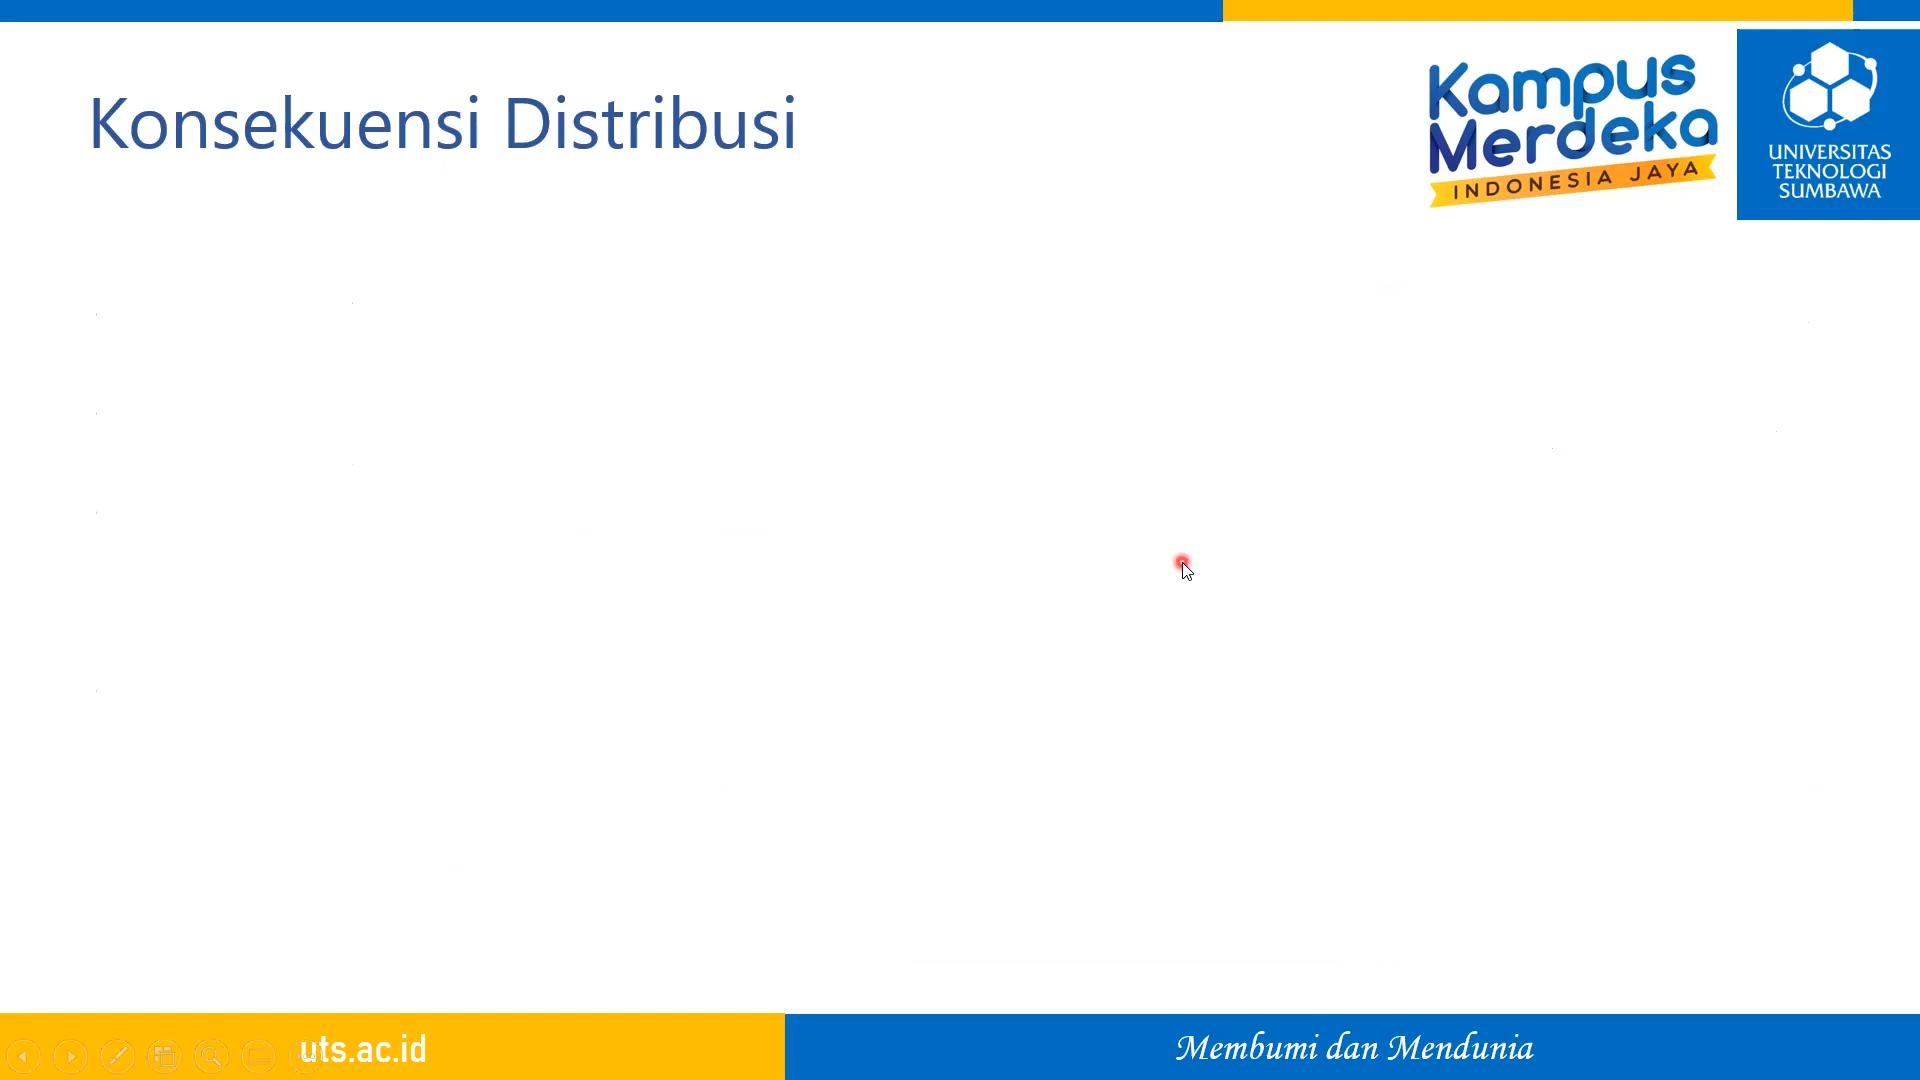 Konsekuensi Distribusi
Kampus
Merdeka
INDONESIA JAYA
UNIVERSITAS
TEKNOLOGI
SUMBAWA
uts.ac.id
Membumi dan Mendunia